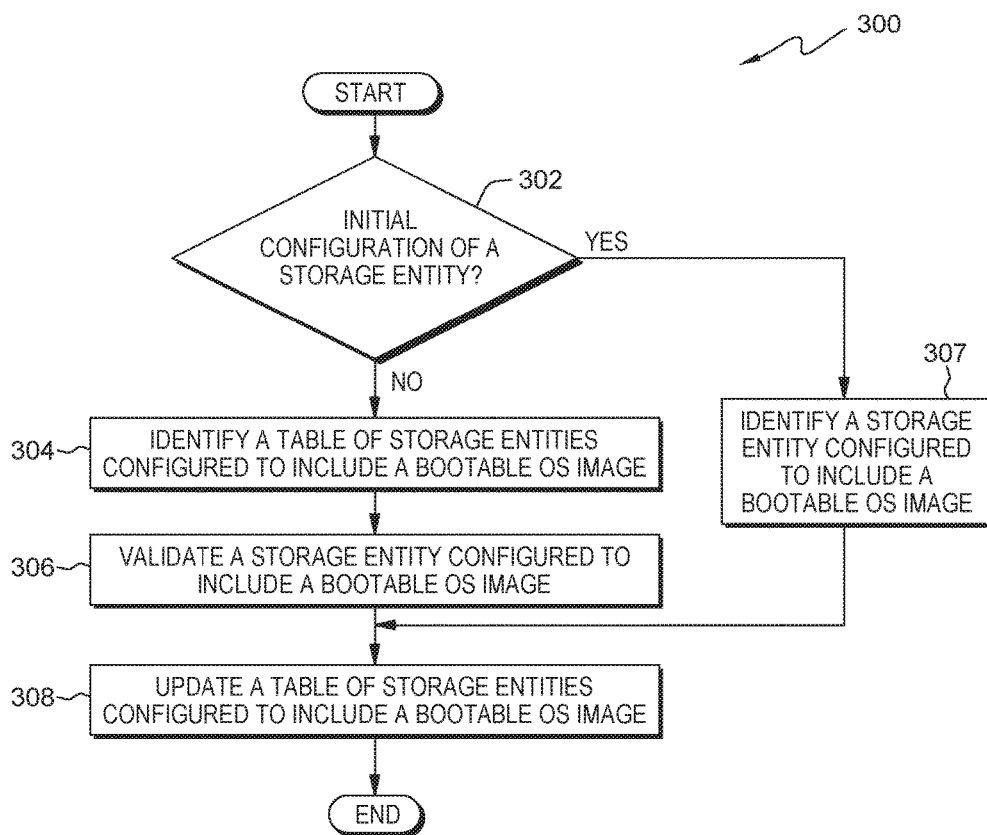 300
START
302
INITIAL
CONFIGURATION OF A
STORAGE ENTITY?
YES
NO
307
304
IDENTIFY A TABLE OF STORAGE ENTITIES
CONFIGURED TO INCLUDE A BOOTABLE OS IMAGE
IDENTIFY A STORAGE
ENTITY CONFIGURED
TO INCLUDE A
BOOTABLE OS IMAGE
306
VALIDATE A STORAGE ENTITY CONFIGURED TO
INCLUDE A BOOTABLE OS IMAGE
308
UPDATE A TABLE OF STORAGE ENTITIES
CONFIGURED TO INCLUDE A BOOTABLE OS IMAGE
END